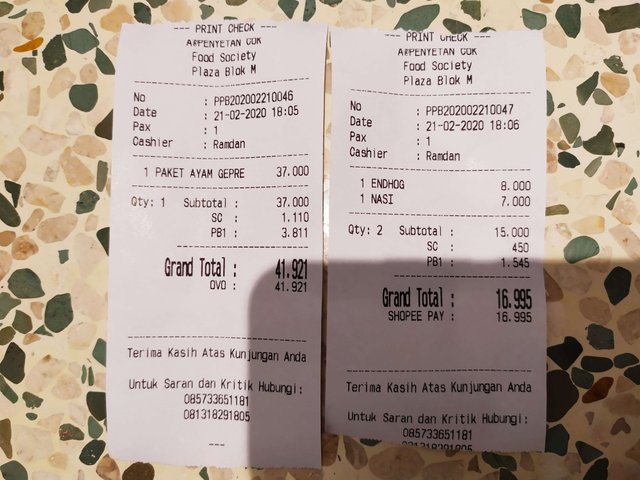 --- PRINT CHECK ---
A#PENYETAN COK
Food Society
Plaza Blok M
No : PPB202002210046
Date : 21-02-2020 18:05
Pax : 1
Cashier : Ramdan
1 PAKET AYAM GEPRE 37.000
Qty: 1 Subtotal : 37.000
SC : 1.110
PB1 : 3.811
Grand Total : 41.921
OVO : 41.921
Terima Kasih Atas Kunjungan Anda
Untuk Saran dan Kritik Hubungi:
085733651181
081318291805
---
--- PRINT CHECK ---
A#PENYETAN COK
Food Society
Plaza Blok M
No : PPB202002210047
Date : 21-02-2020 18:06
Pax : 1
Cashier : Ramdan
1 ENDHOG 8.000
1 NASI 7.000
Qty: 2 Subtotal : 15.000
SC : 450
PB1 : 1.545
Grand Total : 16.995
SHOPEE PAY : 16.995
Terima Kasih Atas Kunjungan Anda
Untuk Saran dan Kritik Hubungi:
085733651181
081318291805